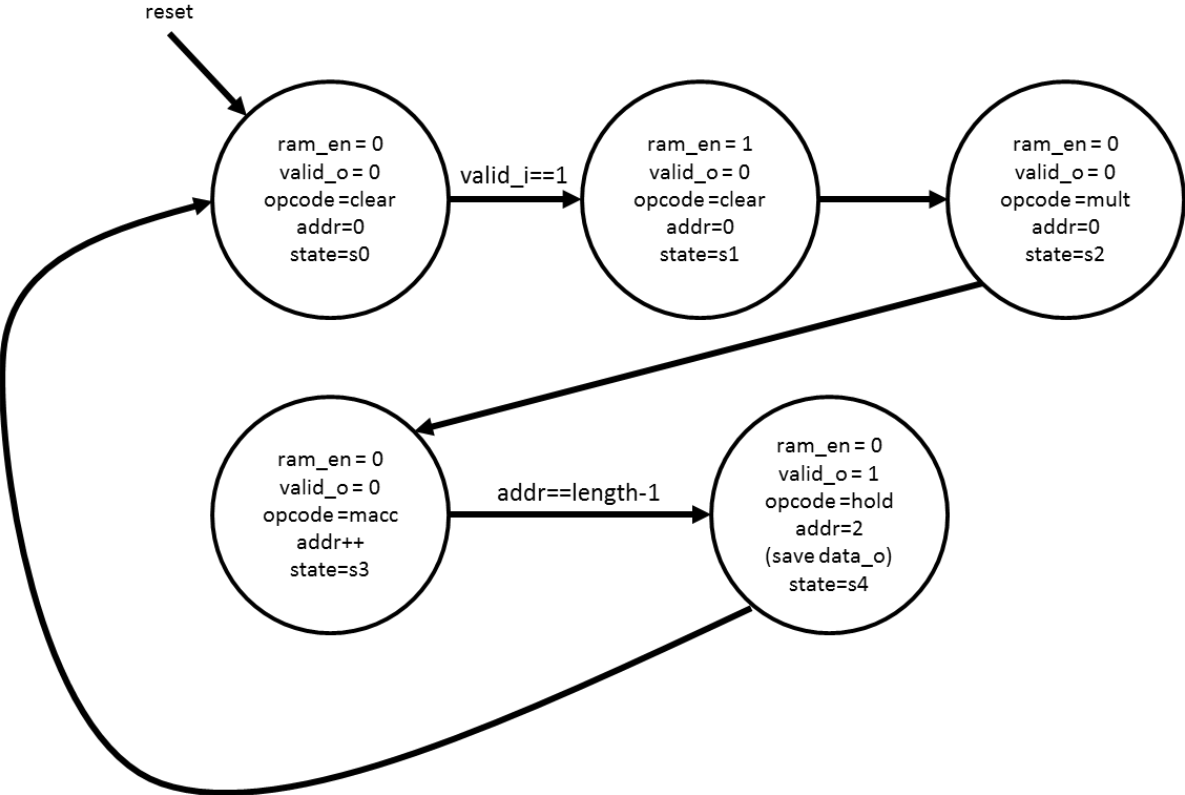 reset
ram_en = 0
valid_o = 0
opcode=clear
addr=0
state=s0
valid_i==1
ram_en = 1
valid_o = 0
opcode=clear
addr=0
state=s1
ram_en = 0
valid_o = 0
opcode=mult
addr=0
state=s2
ram_en = 0
valid_o = 0
opcode=macc
addr++
state=s3
addr==length-1
ram_en = 0
valid_o = 1
opcode=hold
addr=2
(save data_o)
state=s4